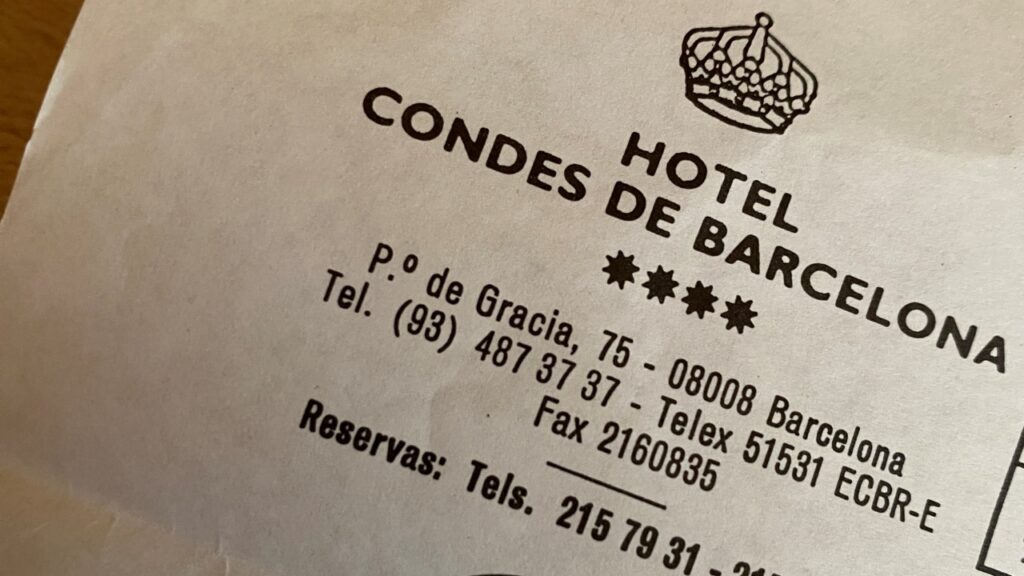 HOTEL
CONDES DE BARCELONA
P.º de Gracia, 75 - 08008 Barcelona
Tel. (93) 487 37 37 - Telex 51531 ECBR-E
Fax 2160835
Reservas: Tels. 215 79 31 -